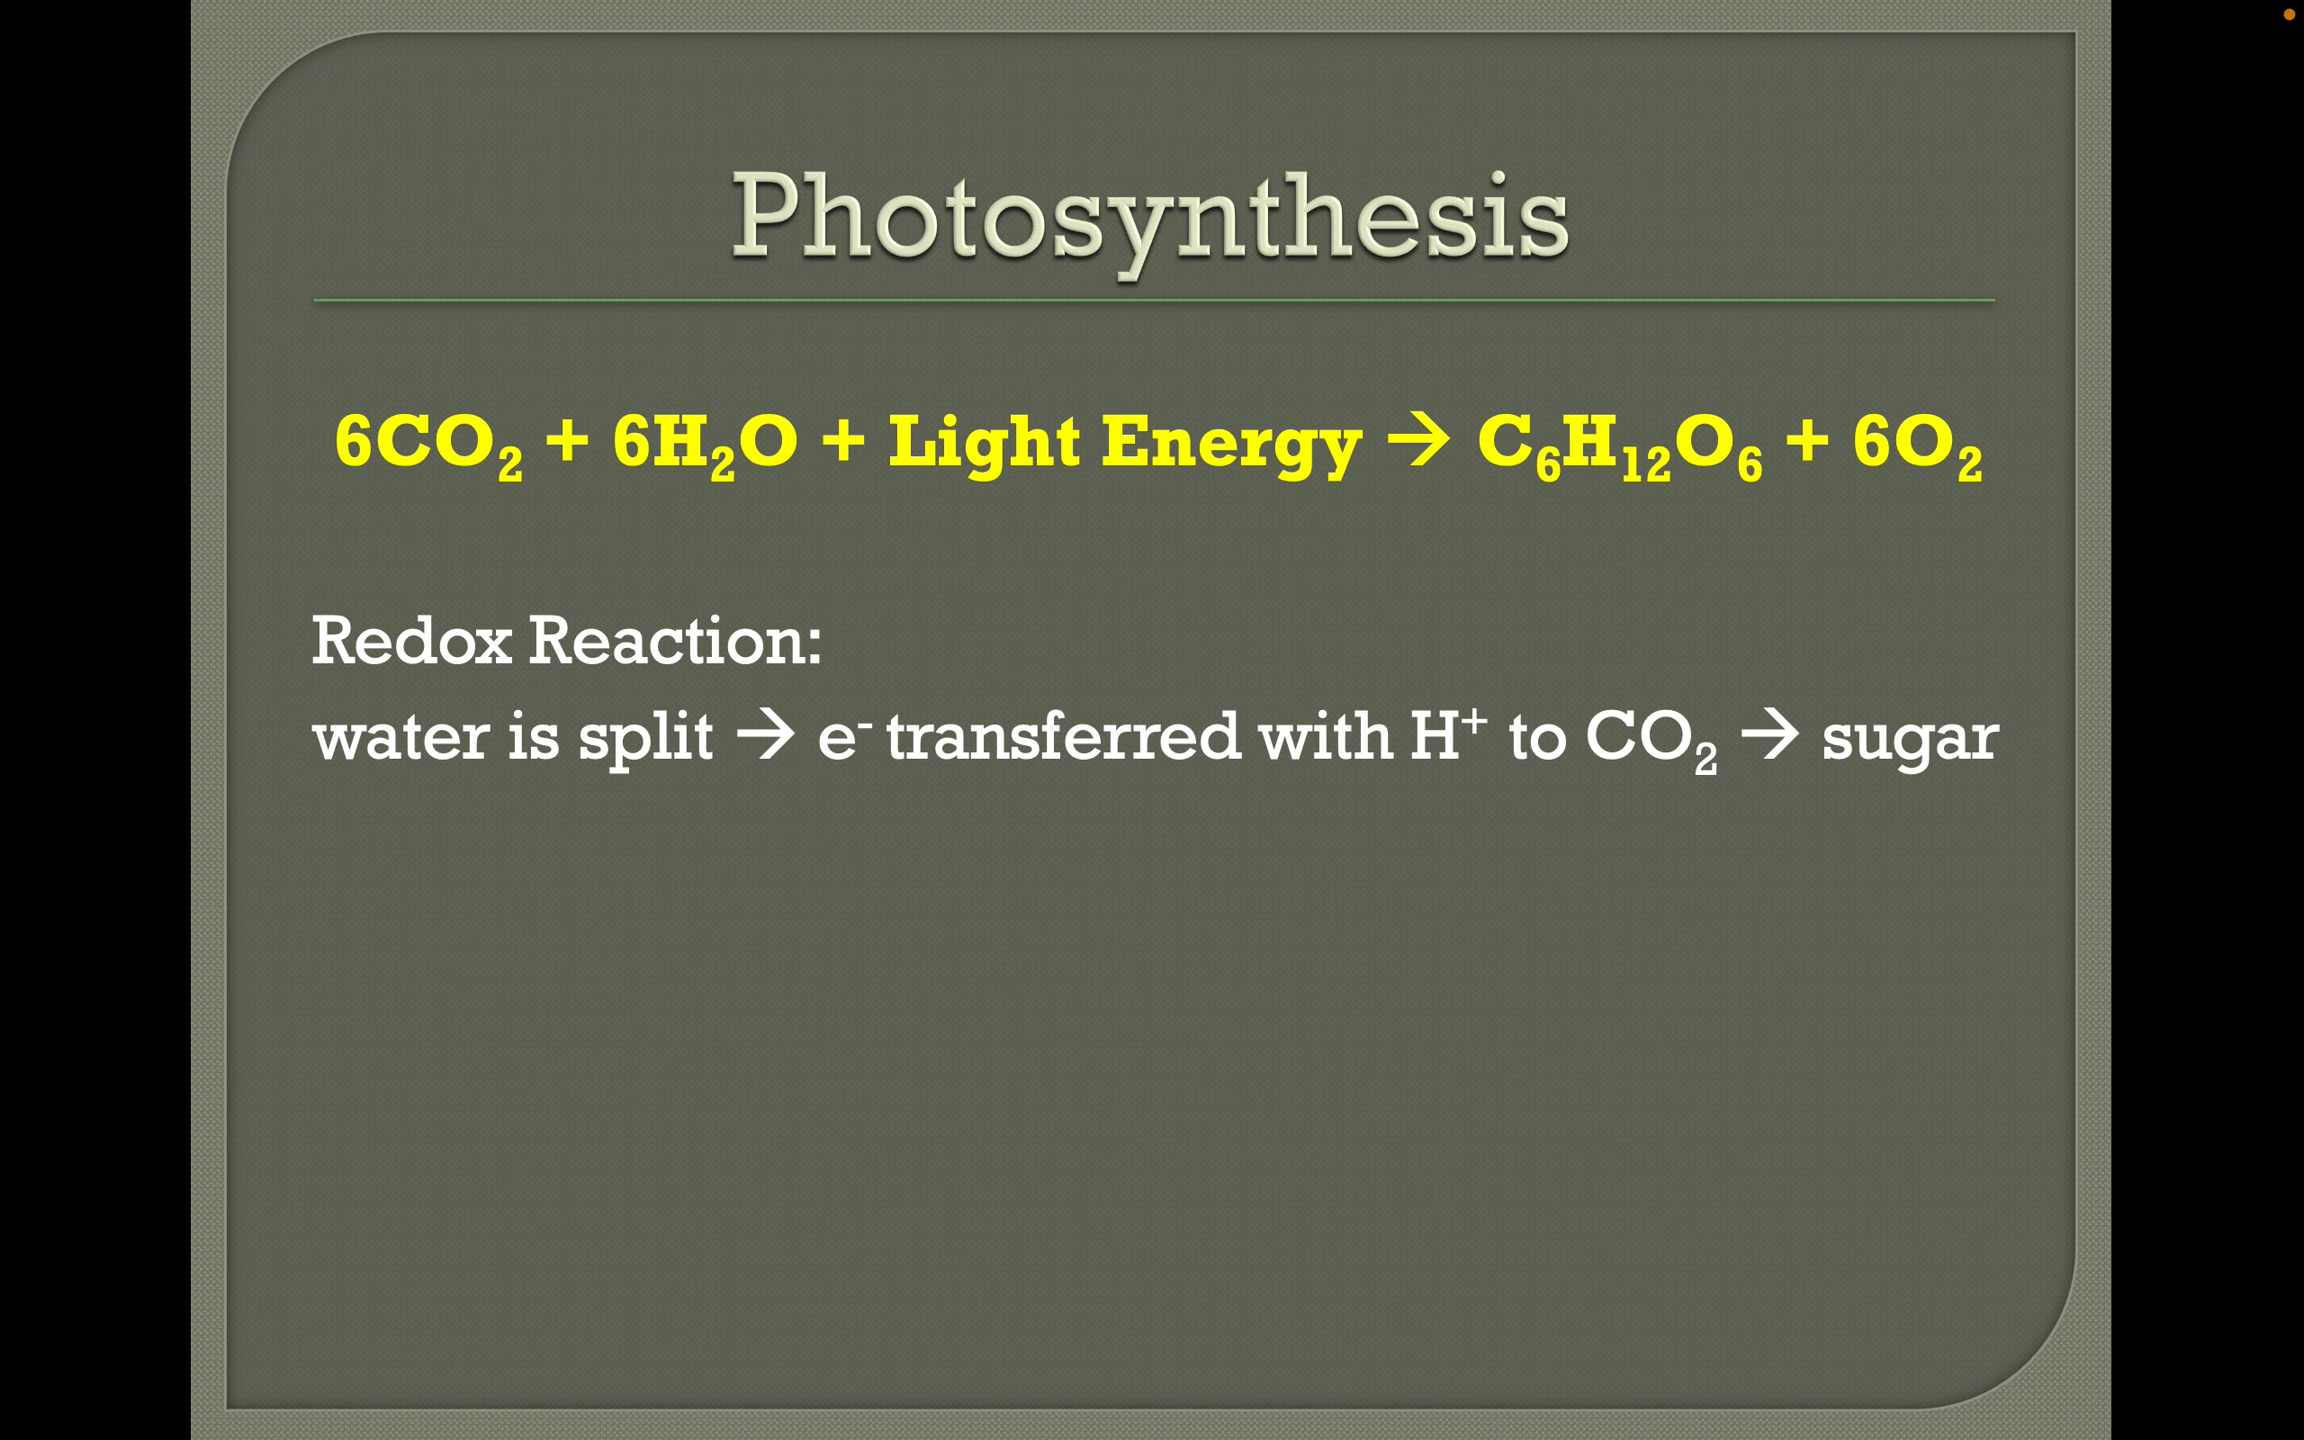 Photosynthesis
6CO₂ + 6H₂O + Light Energy → C₆H₁₂O₆ + 6O₂
Redox Reaction:
water is split → e⁻ transferred with H⁺ to CO₂ → sugar